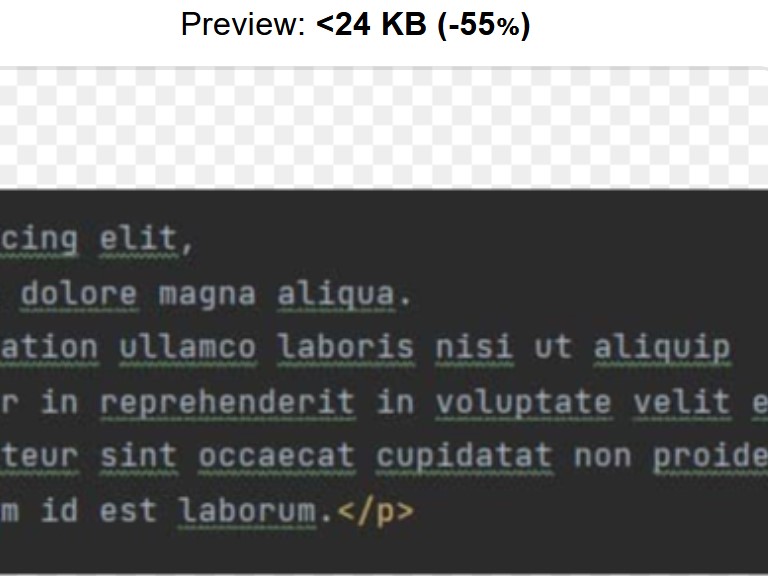 Preview: <24 KB (-55%)
cing elit,
dolore magna aliqua.
ation ullamco laboris nisi ut aliquip
r in reprehenderit in voluptate velit e
teur sint occaecat cupidatat non proide
m id est laborum.</p>